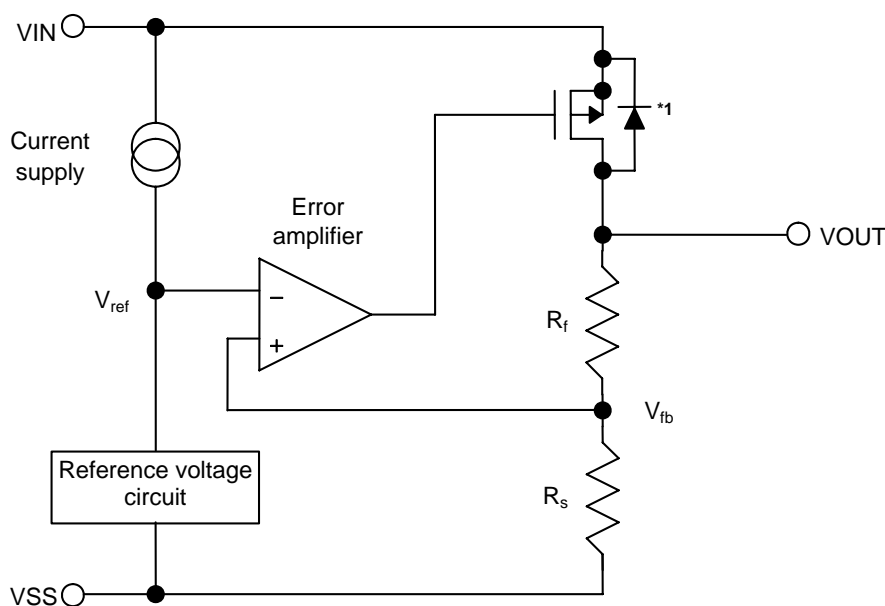 VIN
*1
Current
supply
Error
amplifier
VOUT
Vref
−
+
Rf
Vfb
Reference voltage
circuit
Rs
VSS